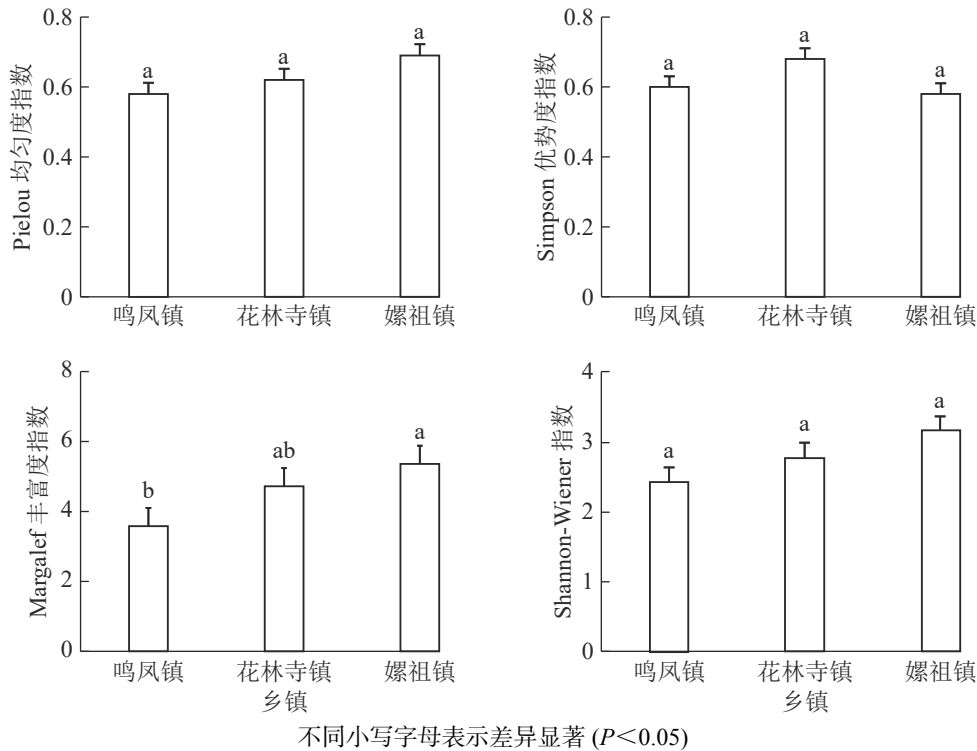 Pielou 均匀度指数
0.8
0.6
0.4
0.2
0
a
a
a
鸣凤镇
花林寺镇
嫘祖镇
Simpson 优势度指数
0.8
0.6
0.4
0.2
0
a
a
a
鸣凤镇
花林寺镇
嫘祖镇
Margalef 丰富度指数
8
6
4
2
0
b
ab
a
鸣凤镇
花林寺镇
嫘祖镇
乡镇
Shannon-Wiener 指数
4
3
2
1
0
a
a
a
鸣凤镇
花林寺镇
嫘祖镇
乡镇
不同小写字母表示差异显著 (P＜0.05)